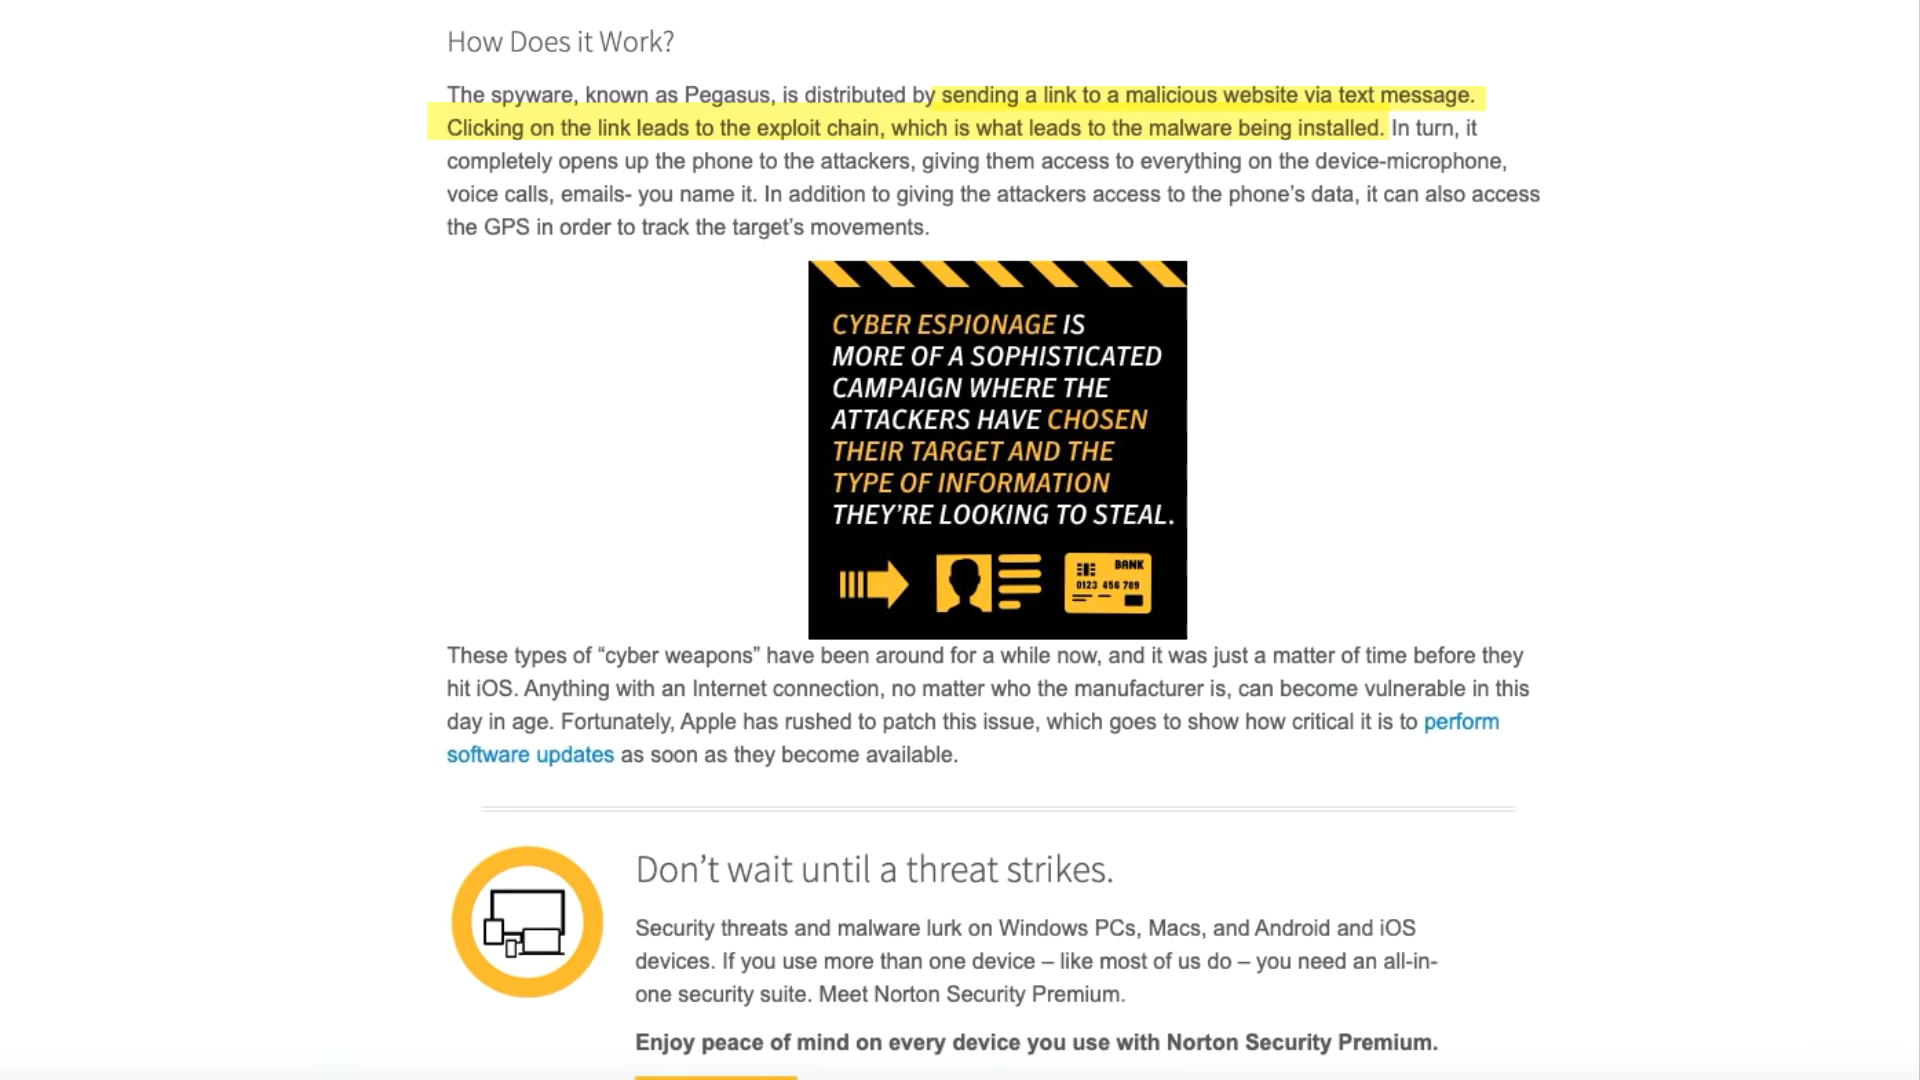 How Does it Work?
The spyware, known as Pegasus, is distributed by sending a link to a malicious website via text message.
Clicking on the link leads to the exploit chain, which is what leads to the malware being installed. In turn, it
completely opens up the phone to the attackers, giving them access to everything on the device-microphone,
voice calls, emails- you name it. In addition to giving the attackers access to the phone’s data, it can also access
the GPS in order to track the target’s movements.
CYBER ESPIONAGE IS
MORE OF A SOPHISTICATED
CAMPAIGN WHERE THE
ATTACKERS HAVE CHOSEN
THEIR TARGET AND THE
TYPE OF INFORMATION
THEY’RE LOOKING TO STEAL.
BANK
0123 456 789
These types of “cyber weapons” have been around for a while now, and it was just a matter of time before they
hit iOS. Anything with an Internet connection, no matter who the manufacturer is, can become vulnerable in this
day in age. Fortunately, Apple has rushed to patch this issue, which goes to show how critical it is to perform
software updates as soon as they become available.
Don’t wait until a threat strikes.
Security threats and malware lurk on Windows PCs, Macs, and Android and iOS
devices. If you use more than one device – like most of us do – you need an all-in-
one security suite. Meet Norton Security Premium.
Enjoy peace of mind on every device you use with Norton Security Premium.